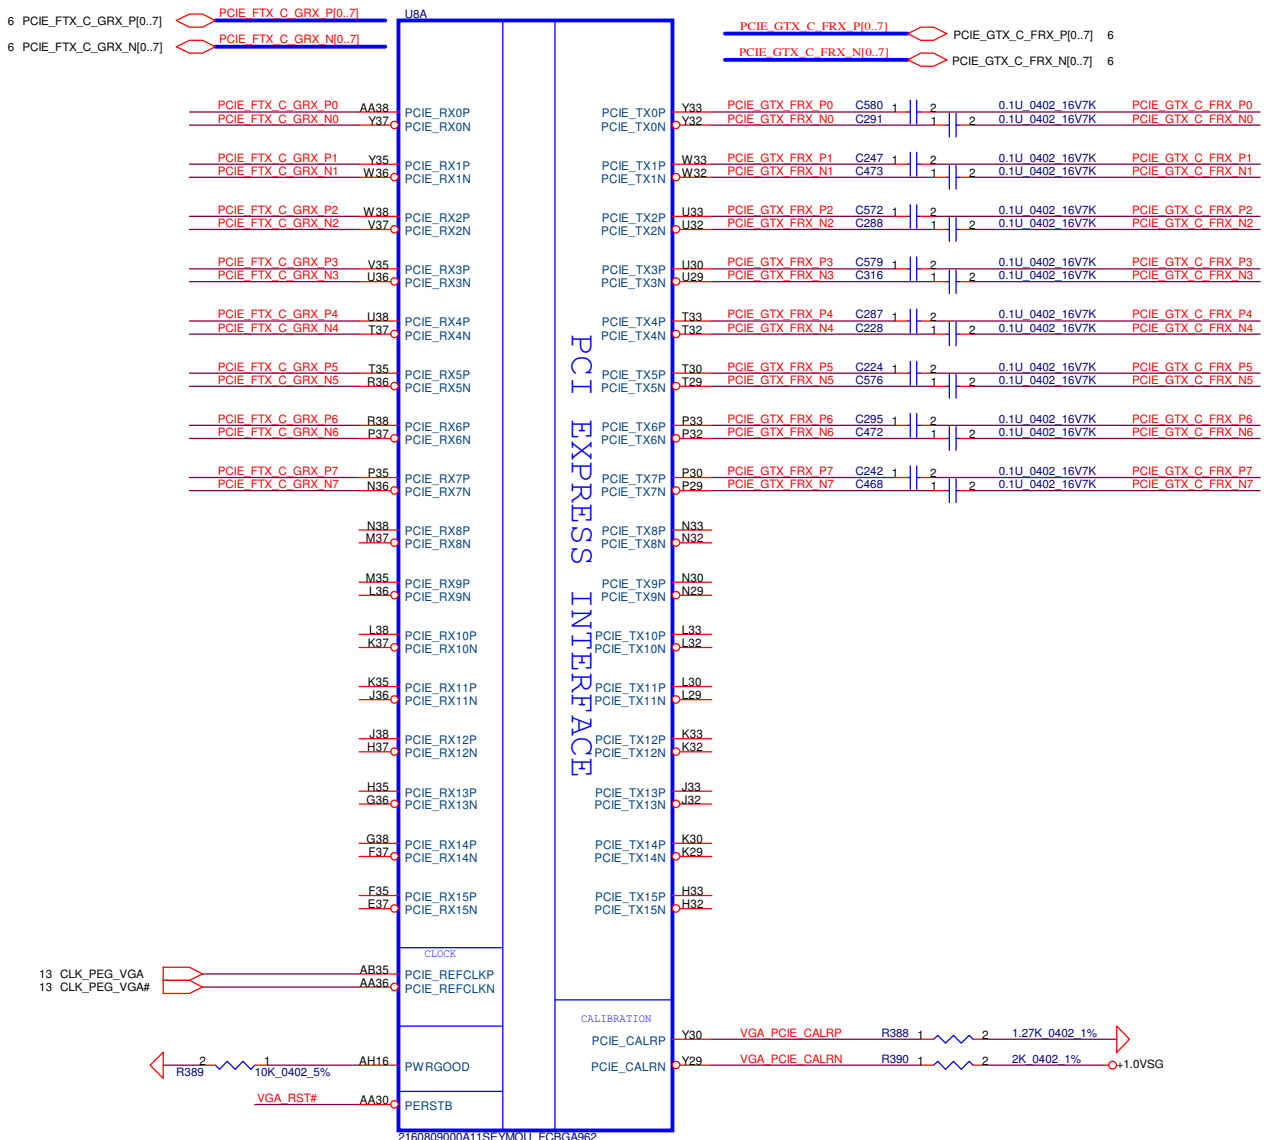 U8A
6 PCIE_FTX_C_GRX_P[0..7] PCIE_FTX_C_GRX_P[0..7]
6 PCIE_FTX_C_GRX_N[0..7] PCIE_FTX_C_GRX_N[0..7]
PCIE_GTX_C_FRX_P[0..7] PCIE_GTX_C_FRX_P[0..7] 6
PCIE_GTX_C_FRX_N[0..7] PCIE_GTX_C_FRX_N[0..7] 6
PCIE_FTX_C_GRX_P0 AA38 PCIE_RX0P PCIE_TX0P Y33 PCIE_GTX_FRX_P0 C580 1 2 0.1U_0402_16V7K PCIE_GTX_C_FRX_P0
PCIE_FTX_C_GRX_N0 Y37 PCIE_RX0N PCIE_TX0N Y32 PCIE_GTX_FRX_N0 C291 1 2 0.1U_0402_16V7K PCIE_GTX_C_FRX_N0
PCIE_FTX_C_GRX_P1 Y35 PCIE_RX1P PCIE_TX1P W33 PCIE_GTX_FRX_P1 C247 1 2 0.1U_0402_16V7K PCIE_GTX_C_FRX_P1
PCIE_FTX_C_GRX_N1 W36 PCIE_RX1N PCIE_TX1N W32 PCIE_GTX_FRX_N1 C473 1 2 0.1U_0402_16V7K PCIE_GTX_C_FRX_N1
PCIE_FTX_C_GRX_P2 W38 PCIE_RX2P PCIE_TX2P U33 PCIE_GTX_FRX_P2 C572 1 2 0.1U_0402_16V7K PCIE_GTX_C_FRX_P2
PCIE_FTX_C_GRX_N2 V37 PCIE_RX2N PCIE_TX2N U32 PCIE_GTX_FRX_N2 C288 1 2 0.1U_0402_16V7K PCIE_GTX_C_FRX_N2
PCIE_FTX_C_GRX_P3 V35 PCIE_RX3P PCIE_TX3P U30 PCIE_GTX_FRX_P3 C579 1 2 0.1U_0402_16V7K PCIE_GTX_C_FRX_P3
PCIE_FTX_C_GRX_N3 U36 PCIE_RX3N PCIE_TX3N U29 PCIE_GTX_FRX_N3 C316 1 2 0.1U_0402_16V7K PCIE_GTX_C_FRX_N3
PCIE_FTX_C_GRX_P4 U38 PCIE_RX4P PCIE_TX4P T33 PCIE_GTX_FRX_P4 C287 1 2 0.1U_0402_16V7K PCIE_GTX_C_FRX_P4
PCIE_FTX_C_GRX_N4 T37 PCIE_RX4N PCIE_TX4N T32 PCIE_GTX_FRX_N4 C228 1 2 0.1U_0402_16V7K PCIE_GTX_C_FRX_N4
PCIE_FTX_C_GRX_P5 T35 PCIE_RX5P PCIE_TX5P T30 PCIE_GTX_FRX_P5 C224 1 2 0.1U_0402_16V7K PCIE_GTX_C_FRX_P5
PCIE_FTX_C_GRX_N5 R36 PCIE_RX5N PCIE_TX5N T29 PCIE_GTX_FRX_N5 C576 1 2 0.1U_0402_16V7K PCIE_GTX_C_FRX_N5
PCIE_FTX_C_GRX_P6 R38 PCIE_RX6P PCIE_TX6P P33 PCIE_GTX_FRX_P6 C295 1 2 0.1U_0402_16V7K PCIE_GTX_C_FRX_P6
PCIE_FTX_C_GRX_N6 P37 PCIE_RX6N PCIE_TX6N P32 PCIE_GTX_FRX_N6 C472 1 2 0.1U_0402_16V7K PCIE_GTX_C_FRX_N6
PCIE_FTX_C_GRX_P7 P35 PCIE_RX7P PCIE_TX7P P30 PCIE_GTX_FRX_P7 C242 1 2 0.1U_0402_16V7K PCIE_GTX_C_FRX_P7
PCIE_FTX_C_GRX_N7 N36 PCIE_RX7N PCIE_TX7N P29 PCIE_GTX_FRX_N7 C468 1 2 0.1U_0402_16V7K PCIE_GTX_C_FRX_N7
PCI EXPRESS INTERFACE
N38 PCIE_RX8P PCIE_TX8P N33
M37 PCIE_RX8N PCIE_TX8N N32
M35 PCIE_RX9P PCIE_TX9P N30
L36 PCIE_RX9N PCIE_TX9N N29
L38 PCIE_RX10P PCIE_TX10P L33
K37 PCIE_RX10N PCIE_TX10N L32
K35 PCIE_RX11P PCIE_TX11P L30
J36 PCIE_RX11N PCIE_TX11N L29
J38 PCIE_RX12P PCIE_TX12P K33
H37 PCIE_RX12N PCIE_TX12N K32
H35 PCIE_RX13P PCIE_TX13P J33
G36 PCIE_RX13N PCIE_TX13N J32
G38 PCIE_RX14P PCIE_TX14P K30
F37 PCIE_RX14N PCIE_TX14N K29
F35 PCIE_RX15P PCIE_TX15P H33
E37 PCIE_RX15N PCIE_TX15N H32
CLOCK
13 CLK_PEG_VGA AB35 PCIE_REFCLKP
13 CLK_PEG_VGA# AA36 PCIE_REFCLKN
CALIBRATION
PCIE_CALRP Y30 VGA_PCIE_CALRP R388 1 2 1.27K_0402_1%
PCIE_CALRN Y29 VGA_PCIE_CALRN R390 1 2 2K_0402_1% +1.0VSG
R389 2 1 10K_0402_5% AH16 PWRGOOD
VGA_RST# AA30 PERSTB
2160809000A11SEYMOU_FCBGA962